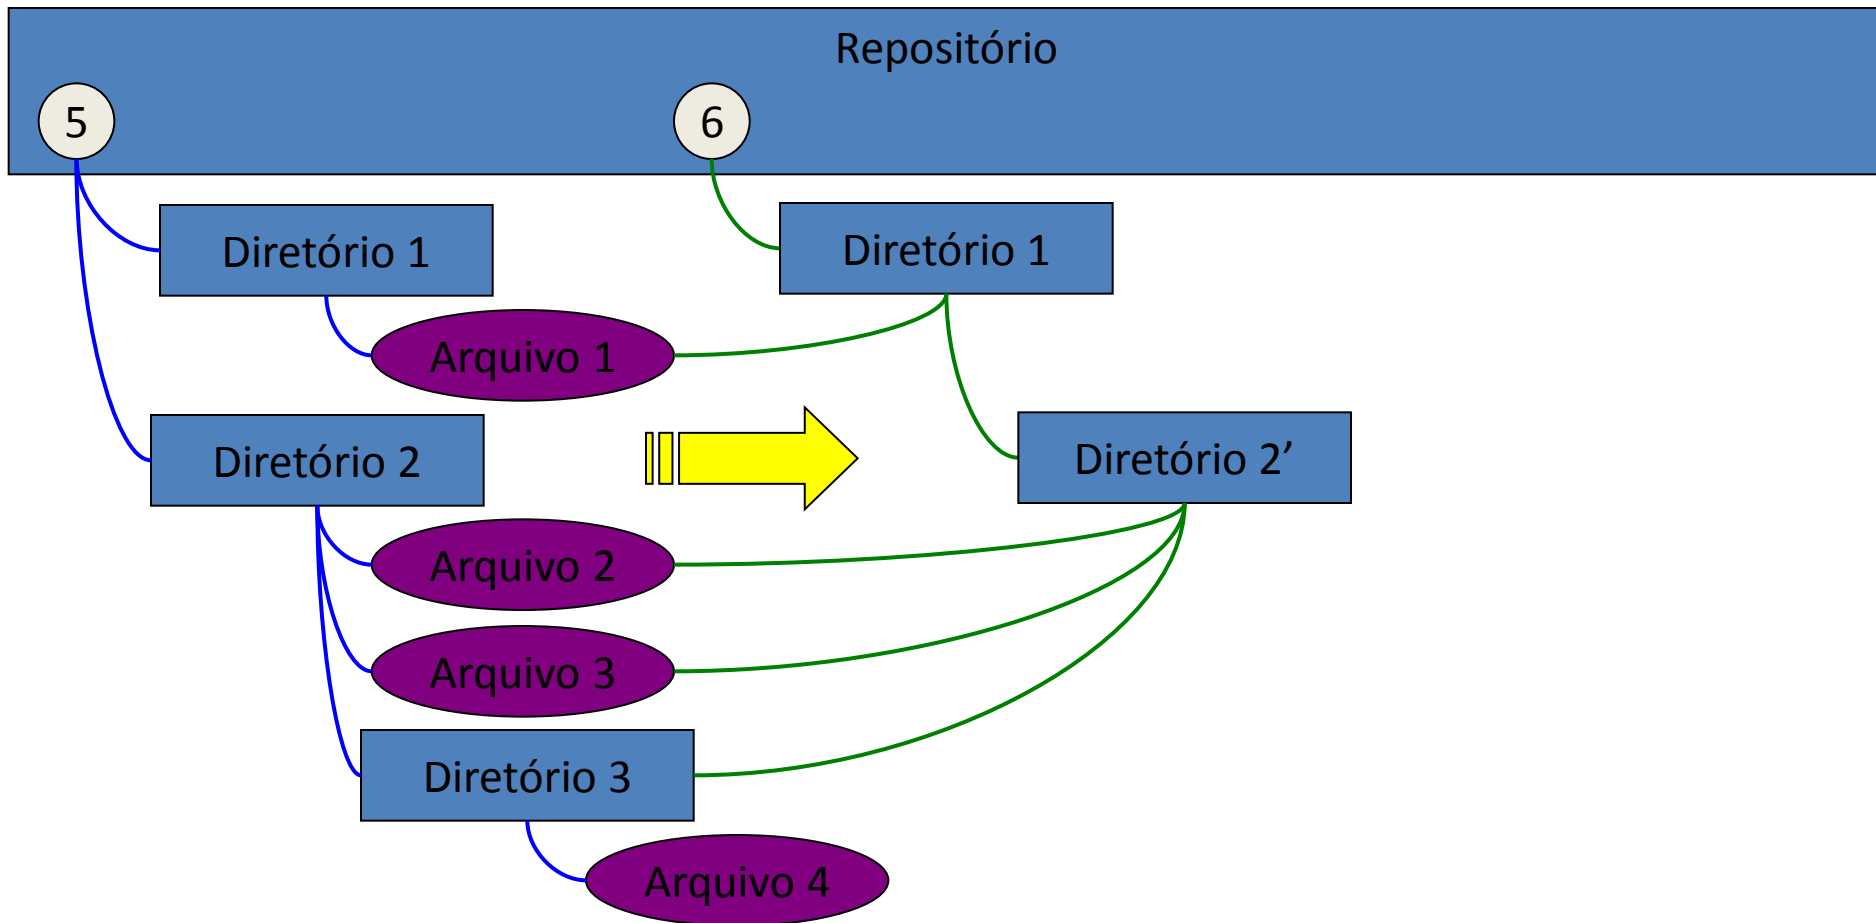 Repositório
5
6
Diretório 1
Diretório 1
Arquivo 1
Diretório 2
Diretório 2’
Arquivo 2
Arquivo 3
Diretório 3
Arquivo 4